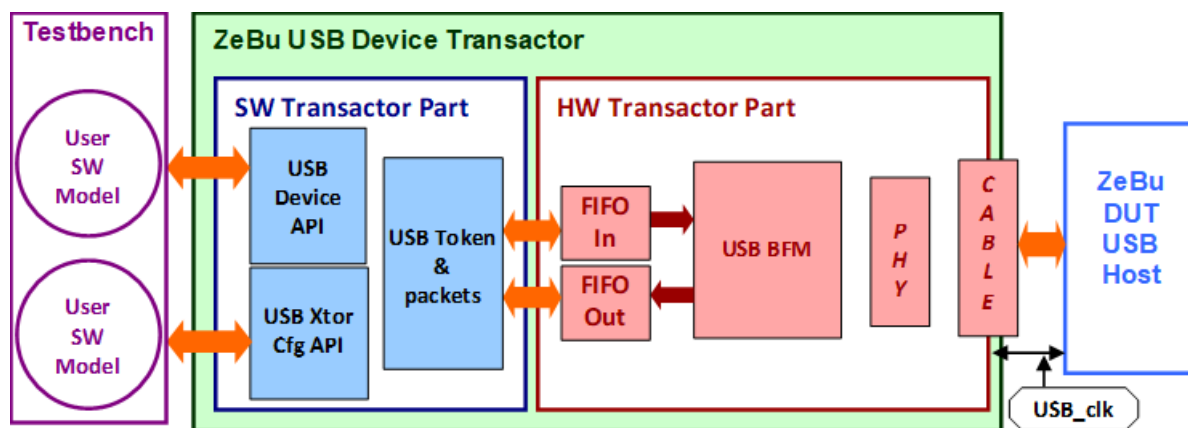 Testbench
User
SW
Model
User
SW
Model
ZeBu USB Device Transactor
SW Transactor Part
USB
Device
API
USB Xtor
Cfg API
USB Token
&
packets
HW Transactor Part
FIFO
In
FIFO
Out
USB BFM
P
H
Y
C
A
B
L
E
ZeBu
DUT
USB
Host
USB_clk